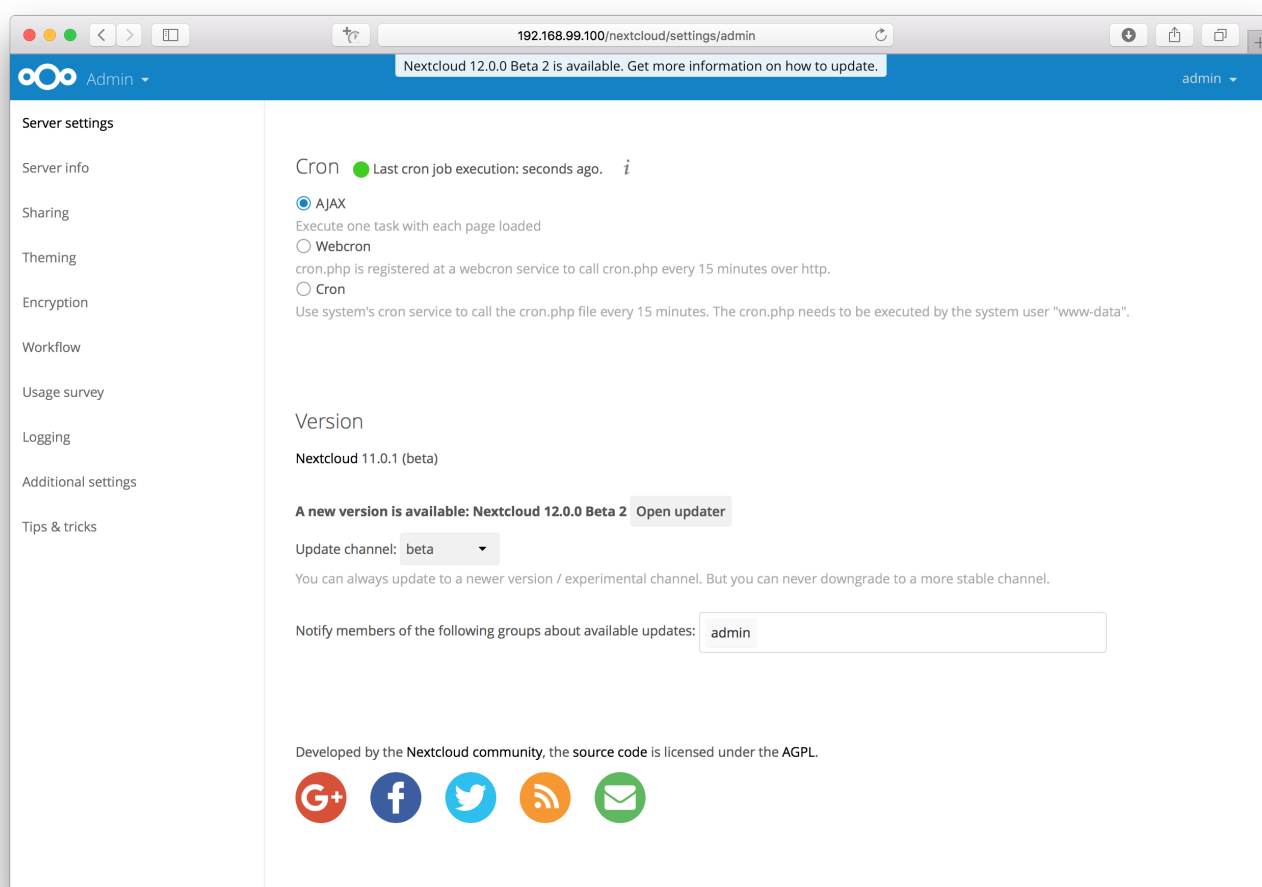 192.168.99.100/nextcloud/settings/admin
Nextcloud 12.0.0 Beta 2 is available. Get more information on how to update.
Admin
admin
Server settings
Server info
Sharing
Theming
Encryption
Workflow
Usage survey
Logging
Additional settings
Tips & tricks
Cron Last cron job execution: seconds ago. i
AJAX
Execute one task with each page loaded
Webcron
cron.php is registered at a webcron service to call cron.php every 15 minutes over http.
Cron
Use system's cron service to call the cron.php file every 15 minutes. The cron.php needs to be executed by the system user "www-data".
Version
Nextcloud 11.0.1 (beta)
A new version is available: Nextcloud 12.0.0 Beta 2 Open updater
Update channel: beta
You can always update to a newer version / experimental channel. But you can never downgrade to a more stable channel.
Notify members of the following groups about available updates: admin
Developed by the Nextcloud community, the source code is licensed under the AGPL.
G+ f